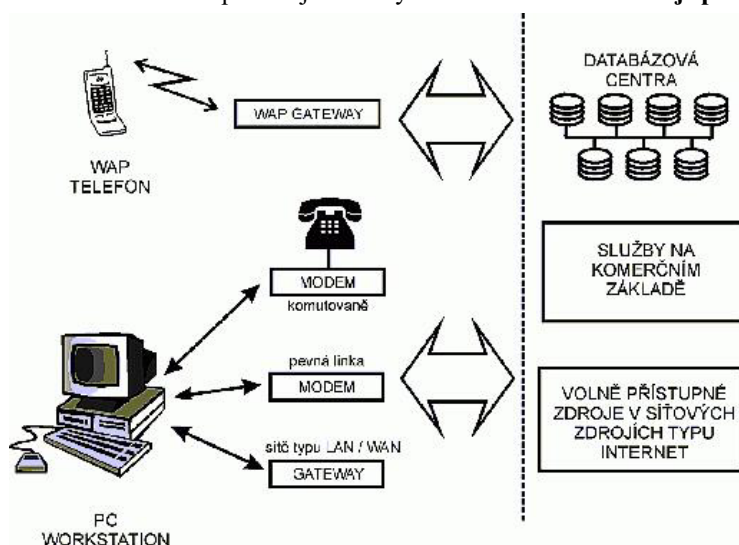 WAP GATEWAY
WAP
TELEFON
DATABÁZOVÁ
CENTRA
MODEM
komutovaně
SLUŽBY NA
KOMERČNÍM
ZÁKLADĚ
pevná linka
MODEM
sítě typu LAN / WAN
GATEWAY
PC
WORKSTATION
VOLNĚ PŘÍSTUPNÉ
ZDROJE V SÍŤOVÝCH
ZDROJÍCH TYPU
INTERNET